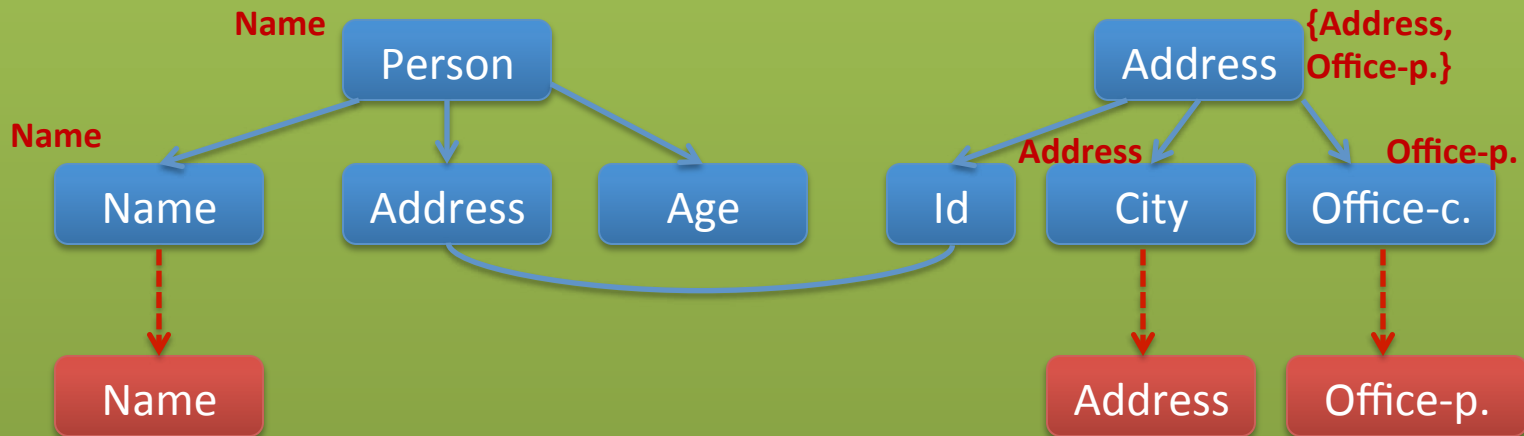 Name
{Address,
Office-p.}
Person
Address
Name
Address
Office-p.
Name
Address
Age
Id
City
Office-c.
Name
Address
Office-p.